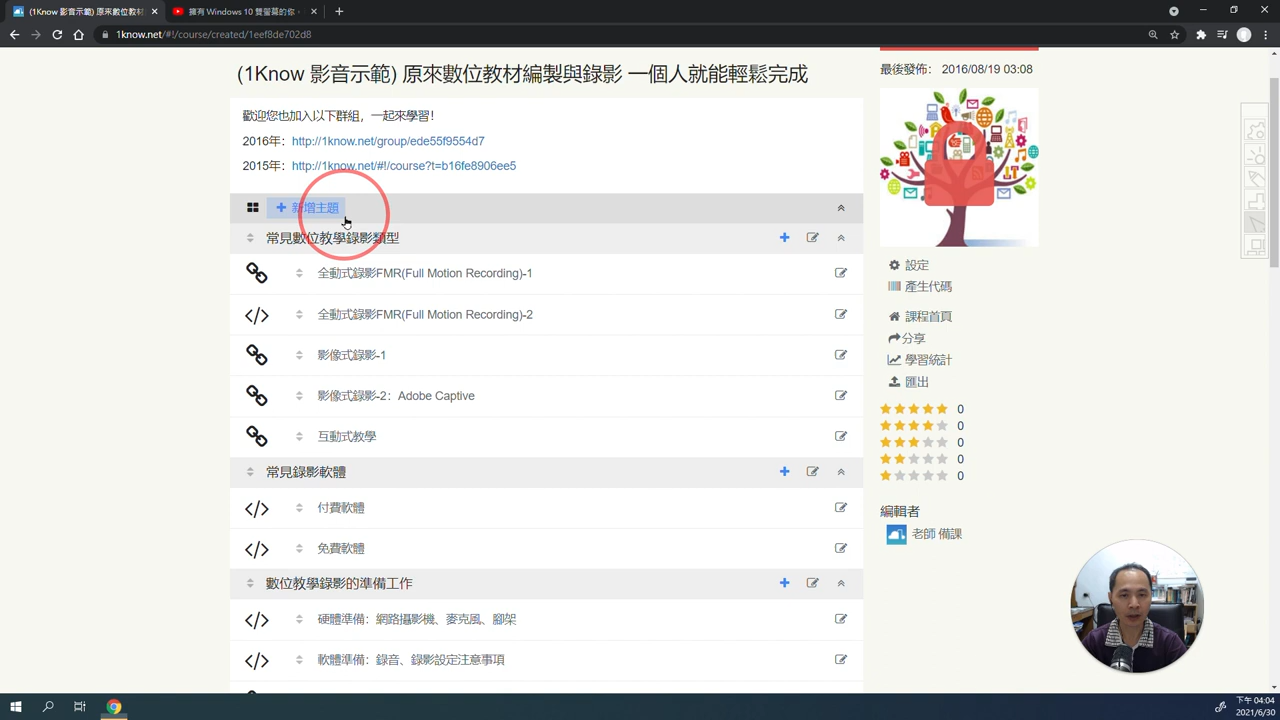 (1Know 影音示範) 原來數位教材
擁有 Windows 10 雙螢幕的你，
1know.net/#!/course/created/1eef8de702d8
(1Know 影音示範) 原來數位教材編製與錄影 一個人就能輕鬆完成
最後發佈： 2016/08/19 03:08
歡迎您也加入以下群組，一起來學習！
2016年：http://1know.net/group/ede55f9554d7
2015年：http://1know.net/#!/course?t=b16fe8906ee5
新增主題
常見數位教學錄影類型
全動式錄影FMR(Full Motion Recording)-1
全動式錄影FMR(Full Motion Recording)-2
影像式錄影-1
影像式錄影-2：Adobe Captive
互動式教學
常見錄影軟體
付費軟體
免費軟體
數位教學錄影的準備工作
硬體準備：網路攝影機、麥克風、腳架
軟體準備：錄音、錄影設定注意事項
設定
產生代碼
課程首頁
分享
學習統計
匯出
0
0
0
0
0
編輯者
老師 備課
下午 04:04
2021/6/30